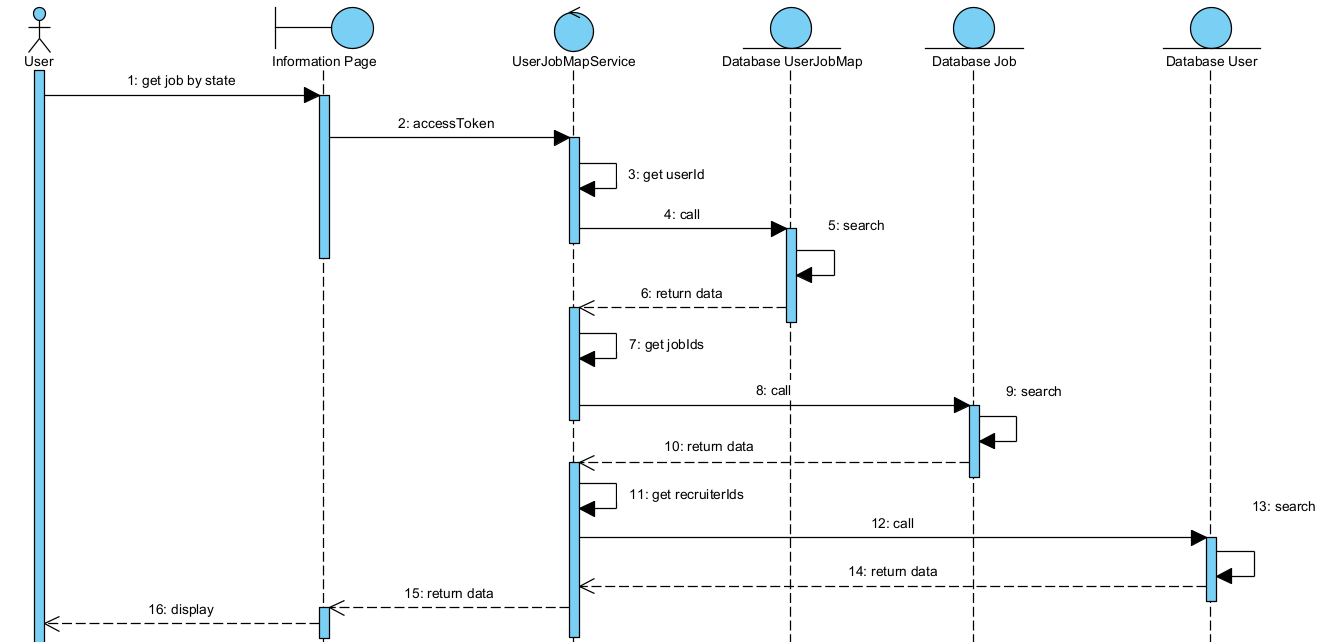 User
Information Page
UserJobMapService
Database UserJobMap
Database Job
Database User
1: get job by state
2: accessToken
3: get userId
4: call
5: search
6: return data
7: get jobIds
8: call
9: search
10: return data
11: get recruiterIds
12: call
13: search
14: return data
15: return data
16: display